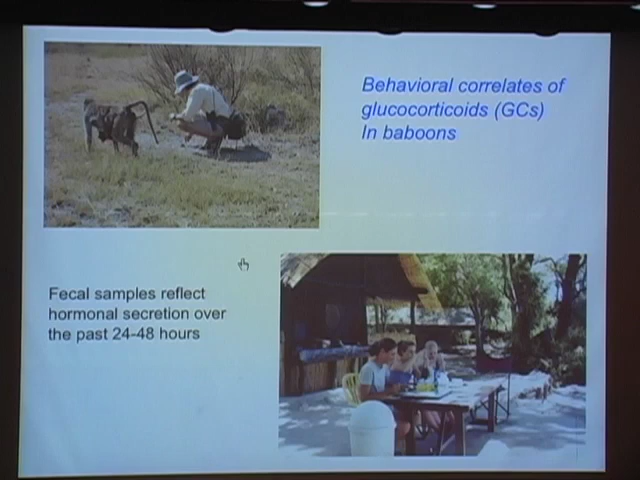 Behavioral correlates of
glucocorticoids (GCs)
In baboons
Fecal samples reflect
hormonal secretion over
the past 24-48 hours